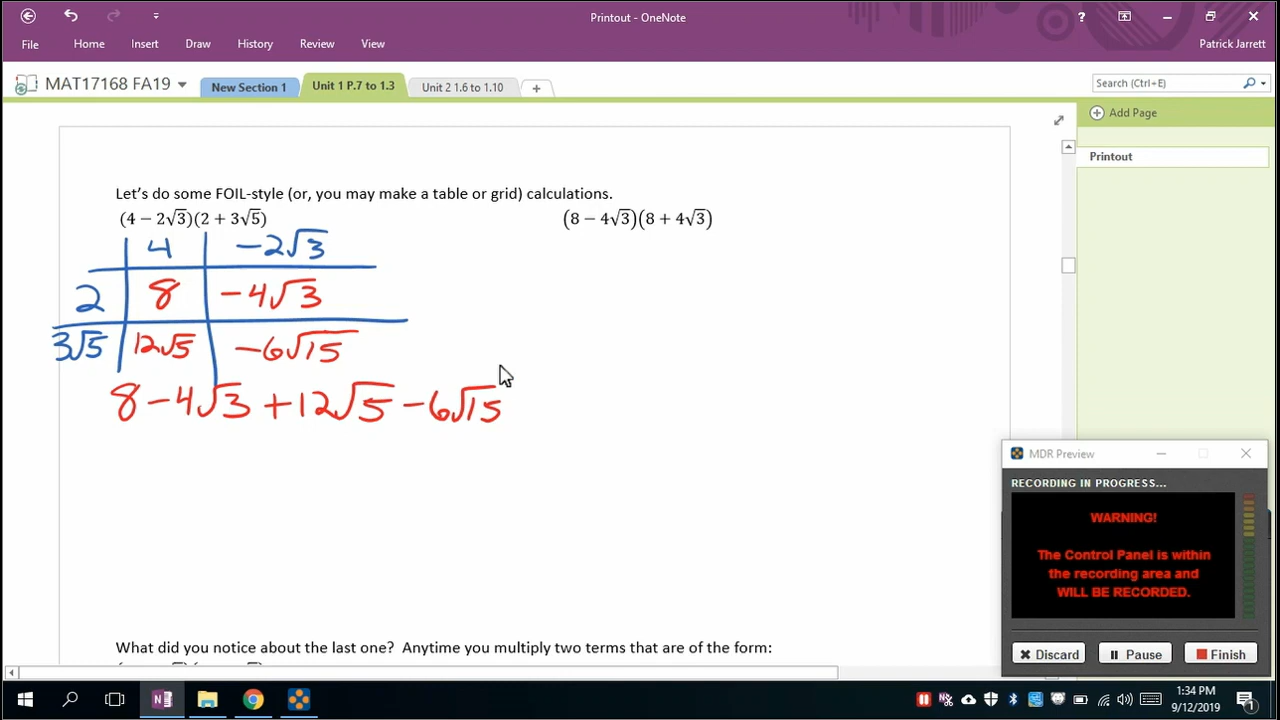 Printout - OneNote
?
File Home Insert Draw History Review View
Patrick Jarrett
MAT17168 FA19
New Section 1
Unit 1 P.7 to 1.3
Unit 2 1.6 to 1.10
+
Search (Ctrl+E)
Add Page
Printout
Let's do some FOIL-style (or, you may make a table or grid) calculations.
(4 − 2√3)(2 + 3√5) (8 − 4√3)(8 + 4√3)
4 −2√3
2 8 −4√3
3√5 12√5 −6√15
8 − 4√3 + 12√5 − 6√15
What did you notice about the last one? Anytime you multiply two terms that are of the form:
MDR Preview
RECORDING IN PROGRESS...
WARNING!
The Control Panel is within
the recording area and
WILL BE RECORDED.
Discard Pause Finish
1:34 PM
9/12/2019
1